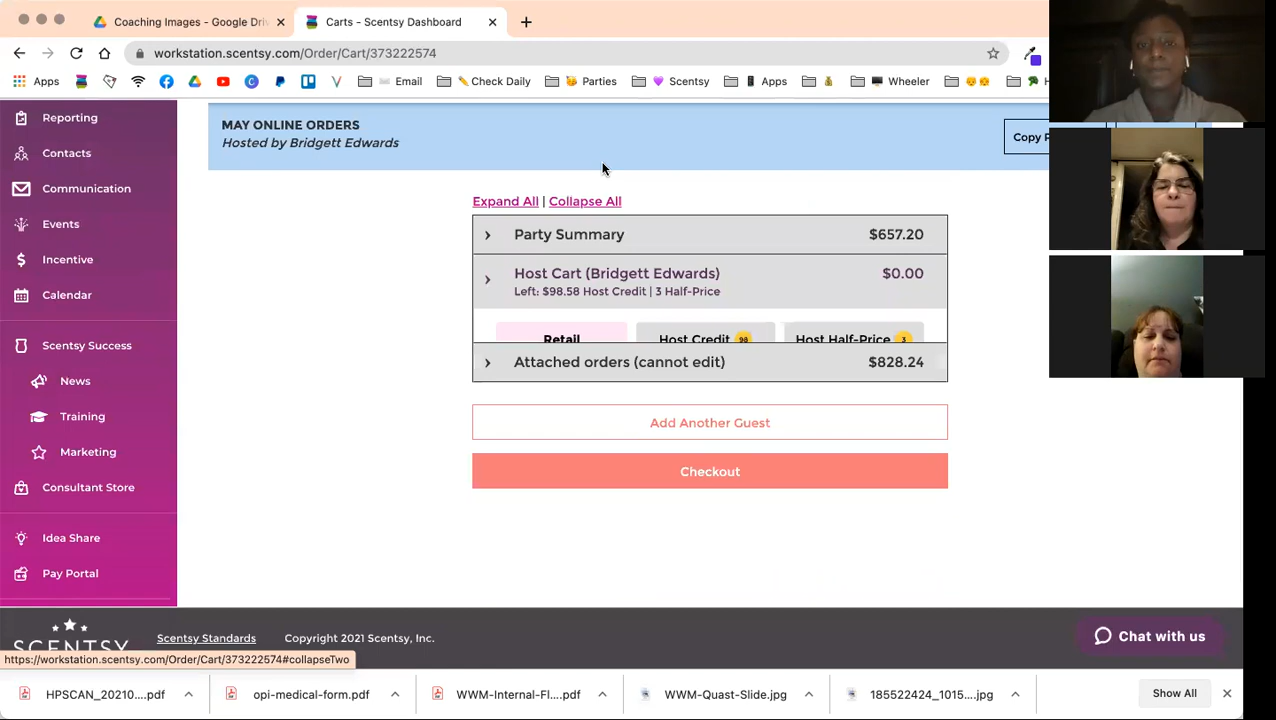 Coaching Images - Google Driv
Carts - Scentsy Dashboard
workstation.scentsy.com/Order/Cart/373222574
Apps
Email
Check Daily
Parties
Scentsy
Apps
Wheeler
Reporting
Contacts
Communication
Events
Incentive
Calendar
Scentsy Success
News
Training
Marketing
Consultant Store
Idea Share
Pay Portal
MAY ONLINE ORDERS
Hosted by Bridgett Edwards
Copy P
Expand All | Collapse All
Party Summary $657.20
Host Cart (Bridgett Edwards) $0.00
Left: $98.58 Host Credit | 3 Half-Price
Retail Host Credit 98 Host Half-Price 3
Attached orders (cannot edit) $828.24
Add Another Guest
Checkout
SCENTSY
Scentsy Standards Copyright 2021 Scentsy, Inc.
Chat with us
https://workstation.scentsy.com/Order/Cart/373222574#collapseTwo
HPSCAN_20210....pdf
opi-medical-form.pdf
WWM-Internal-Fl....pdf
WWM-Quast-Slide.jpg
185522424_1015....jpg
Show All